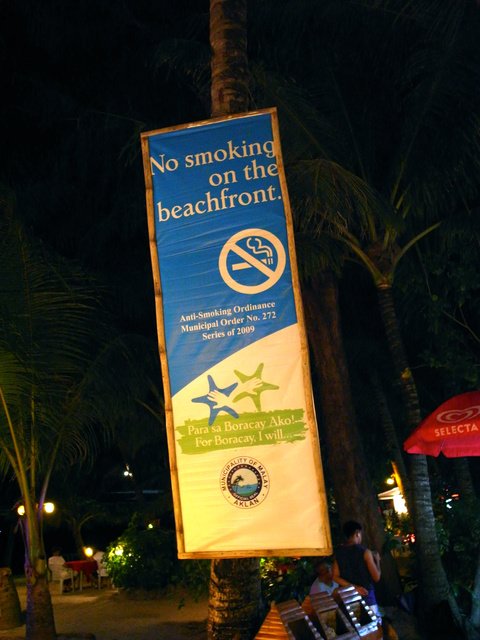 No smoking
on the
beachfront.
Anti-Smoking Ordinance
Municipal Order No. 272
Series of 2009
Para sa Boracay Ako!
For Boracay, I will...
MUNICIPALITY OF MALAY
AKLAN
SELECTA